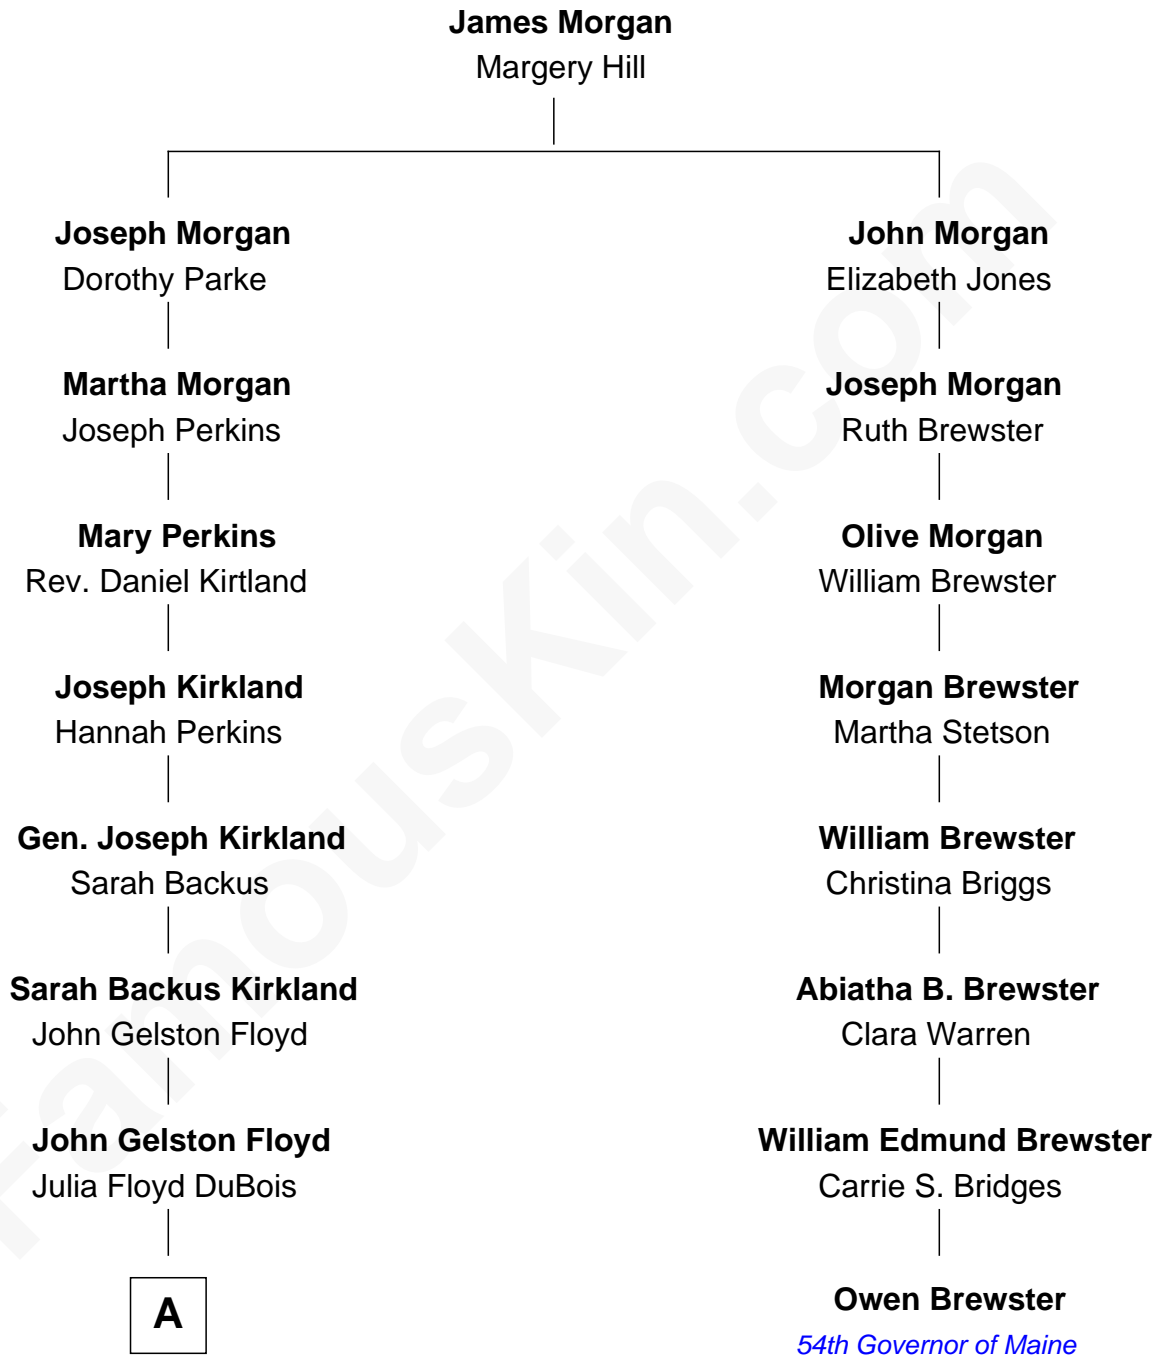 James Morgan
Margery Hill
Joseph Morgan
Dorothy Parke
Martha Morgan
Joseph Perkins
Mary Perkins
Rev. Daniel Kirtland
Joseph Kirkland
Hannah Perkins
Gen. Joseph Kirkland
Sarah Backus
Sarah Backus Kirkland
John Gelston Floyd
John Gelston Floyd
Julia Floyd DuBois
A
John Morgan
Elizabeth Jones
Joseph Morgan
Ruth Brewster
Olive Morgan
William Brewster
Morgan Brewster
Martha Stetson
William Brewster
Christina Briggs
Abiatha B. Brewster
Clara Warren
William Edmund Brewster
Carrie S. Bridges
Owen Brewster
54th Governor of Maine
FamousKin.com